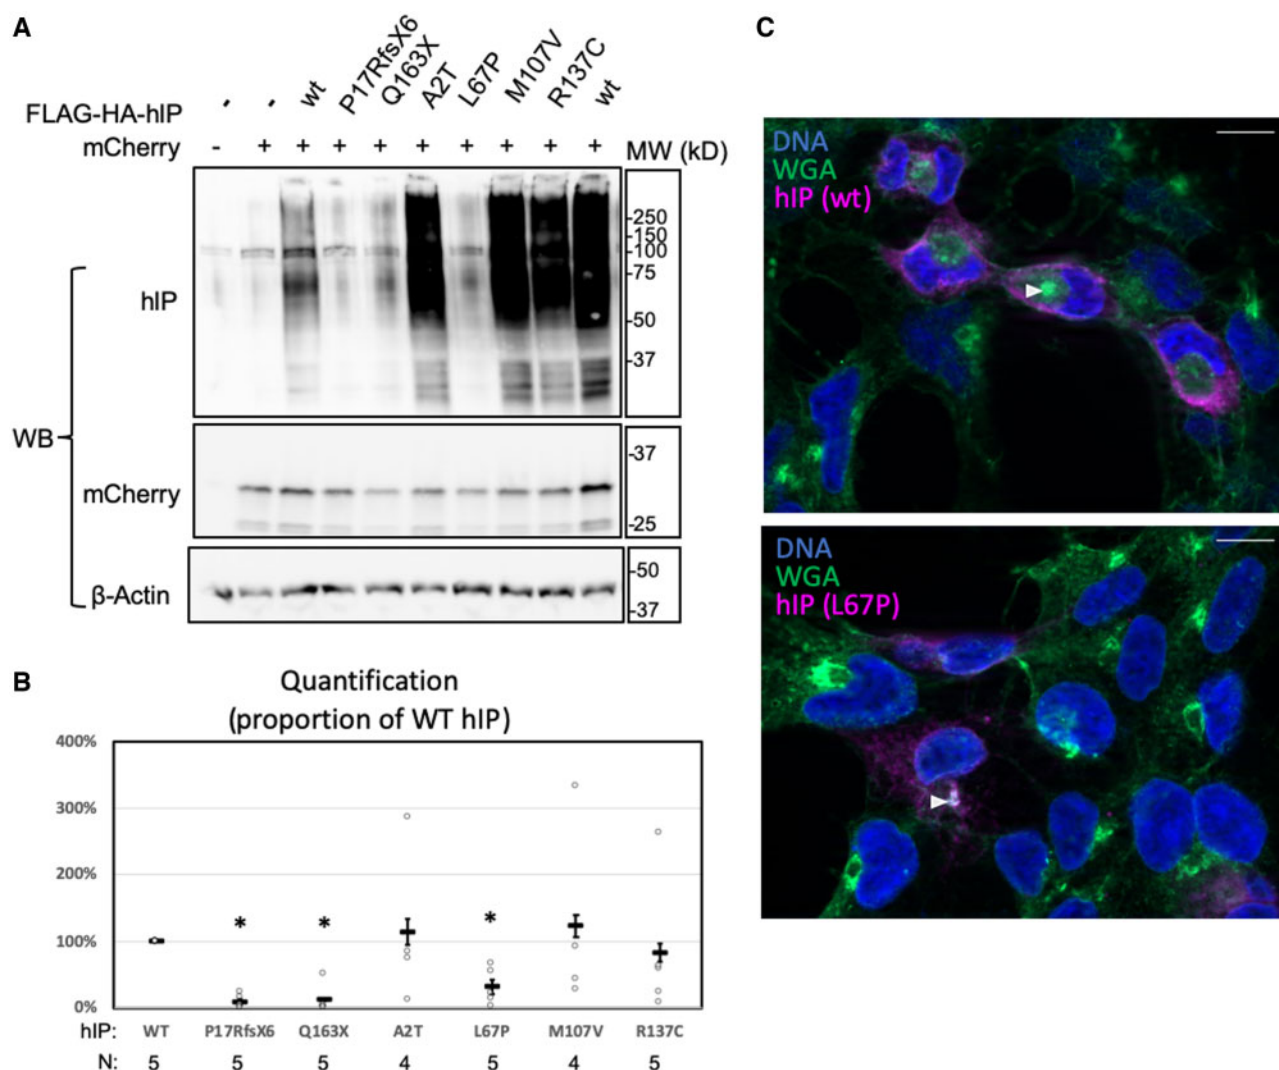 A
FLAG-HA-hIP - - wt P17RfsX6 Q163X A2T L67P M107V R137C wt
mCherry - + + + + + + + + + MW (kD)
hIP
-250
-150
-100
-75
-50
-37
WB
mCherry
-37
-25
β-Actin
-50
-37
B
Quantification
(proportion of WT hIP)
400%
300%
200%
100%
0%
* * *
hIP: WT P17RfsX6 Q163X A2T L67P M107V R137C
N: 5 5 5 4 5 4 5
C
DNA
WGA
hIP (wt)
DNA
WGA
hIP (L67P)